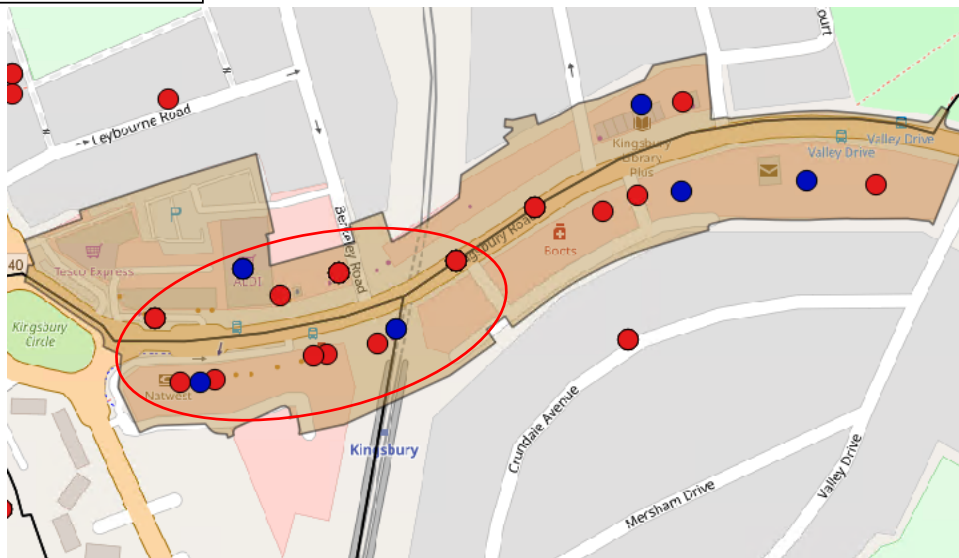 Court
Leybourne Road
Kingsbury
Library
Plus
Valley Drive
Valley Drive
Berkeley Road
P
Kingsbury Road
Boots
Tesco Express
ALDI
40
Kingsbury
Circle
Natwest
Kingsbury
Crundale Avenue
Mersham Drive
Valley Drive